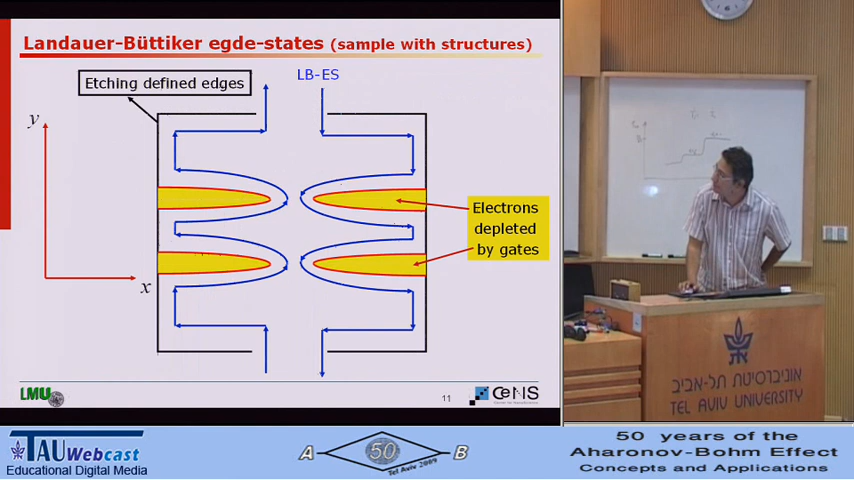 Landauer-Büttiker egde-states (sample with structures)
Etching defined edges
LB-ES
y
x
Electrons
depleted
by gates
LMU
CeNS
11
אוניברסיטת תל-אביב
TEL AVIV UNIVERSITY
TAU Webcast
Educational Digital Media
A 50 B
Tel Aviv 2009
50 years of the
Aharonov-Bohm Effect
Concepts and Applications